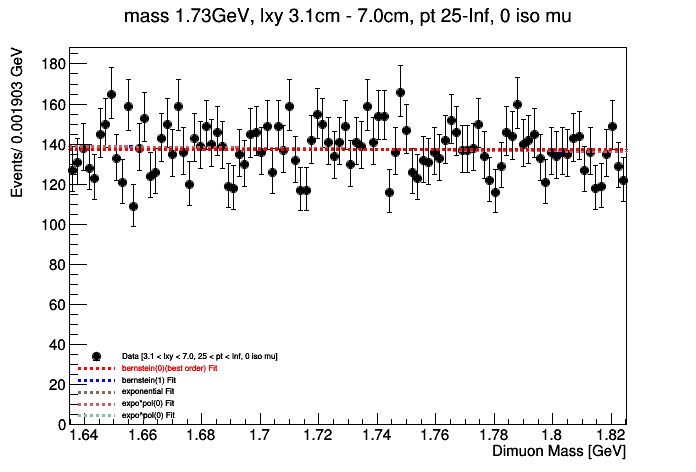 mass 1.73GeV, lxy 3.1cm - 7.0cm, pt 25-Inf, 0 iso mu
Events/ 0.001903 GeV
180
160
140
120
100
80
60
40
20
0
Data [3.1 < lxy < 7.0, 25 < pt < Inf, 0 iso mu]
bernstein(0)(best order) Fit
bernstein(1) Fit
exponential Fit
expo*pol(0) Fit
expo*pol(0) Fit
1.64 1.66 1.68 1.7 1.72 1.74 1.76 1.78 1.8 1.82
Dimuon Mass [GeV]